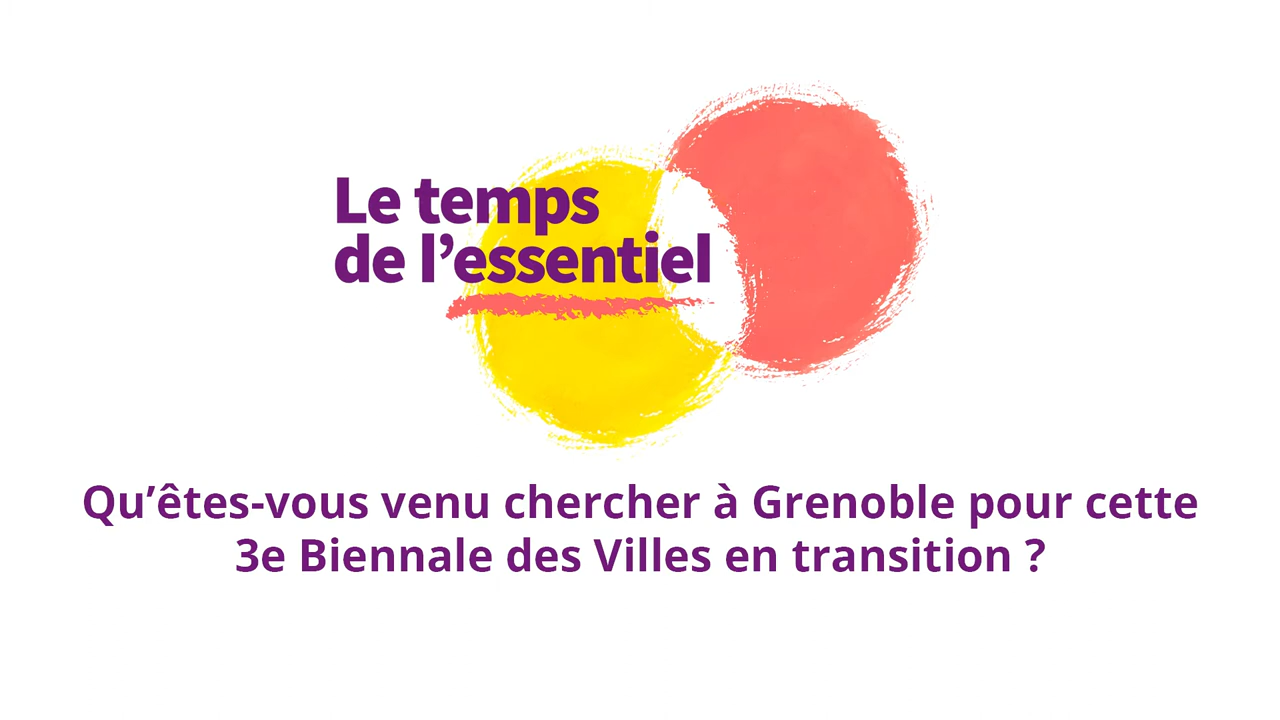 Le temps
de l’essentiel
Qu’êtes-vous venu chercher à Grenoble pour cette
3e Biennale des Villes en transition ?